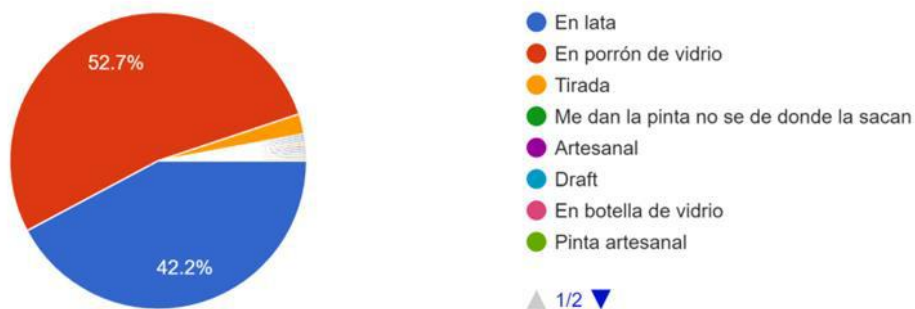 52.7%
42.2%
En lata
En porrón de vidrio
Tirada
Me dan la pinta no se de donde la sacan
Artesanal
Draft
En botella de vidrio
Pinta artesanal
1/2